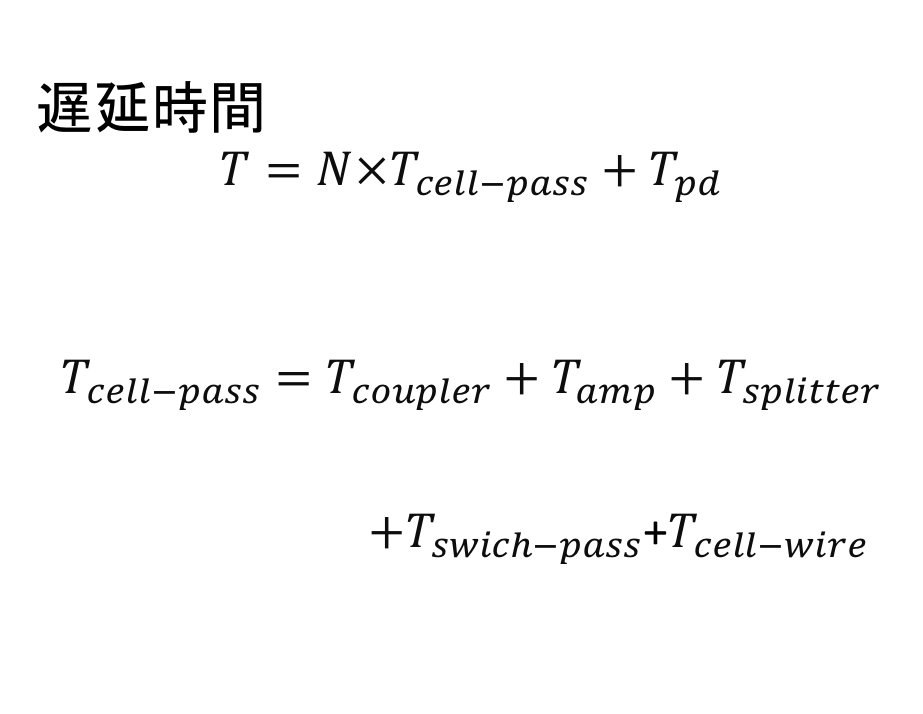 遅延時間
T = N×T_{cell−pass} + T_{pd}
T_{cell−pass} = T_{coupler} + T_{amp} + T_{splitter}
+T_{swich−pass}+T_{cell−wire}